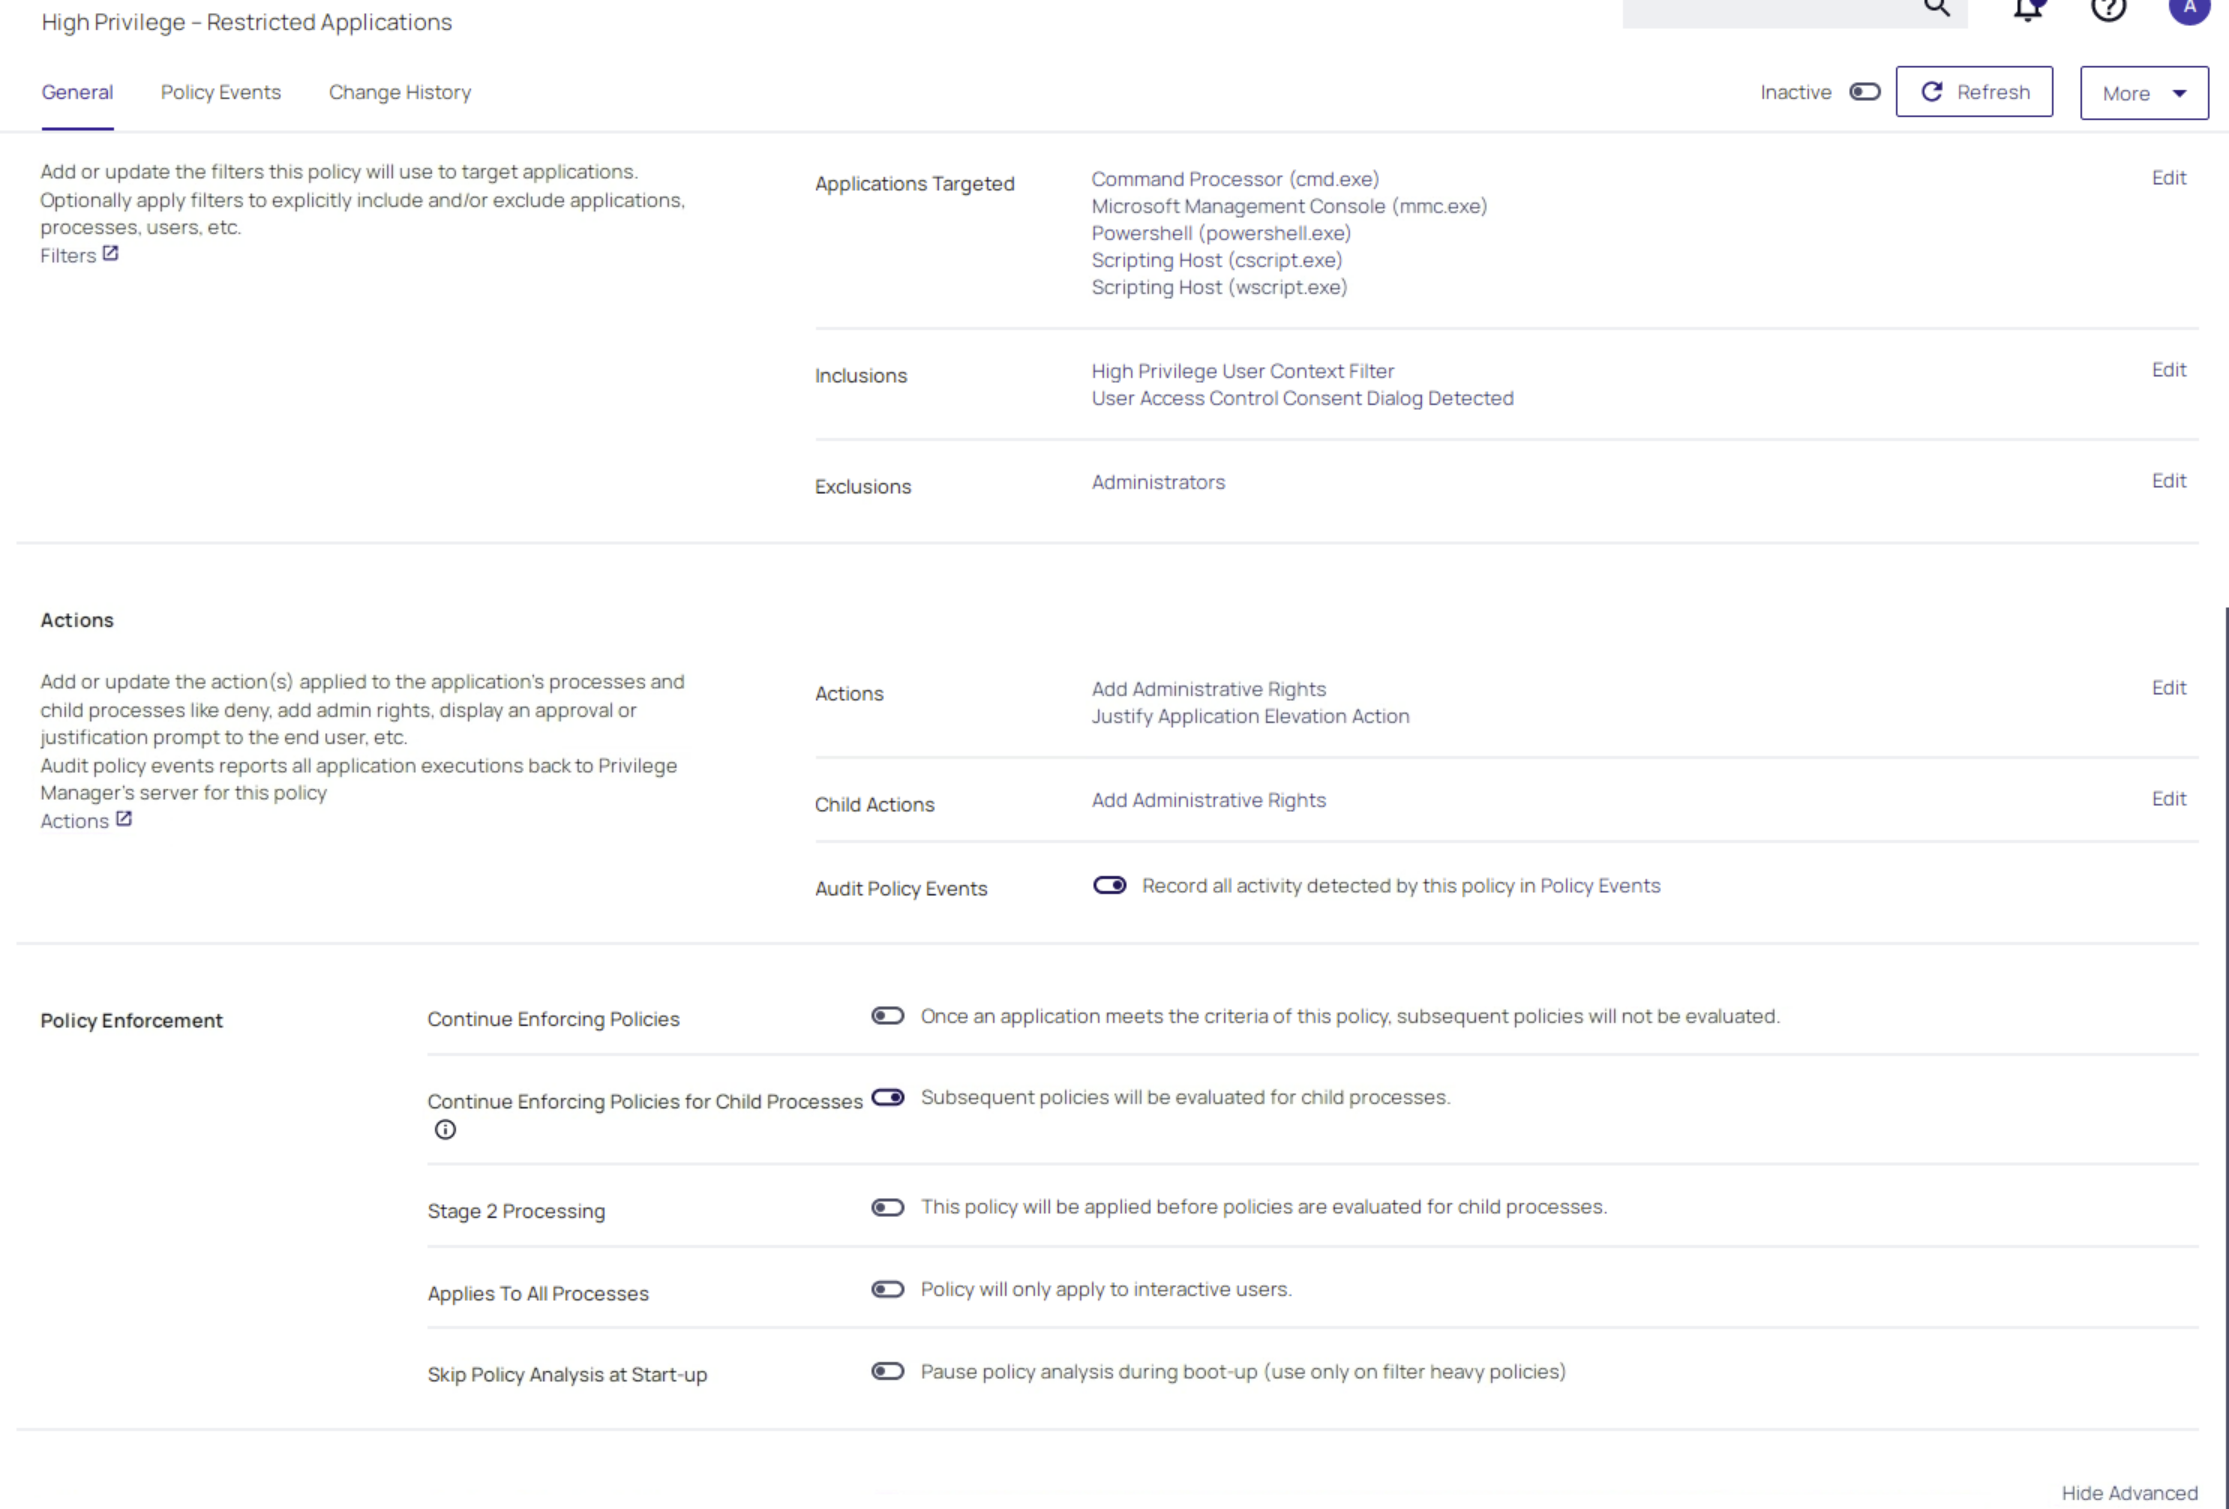 High Privilege – Restricted Applications
A
General
Policy Events
Change History
Inactive
Refresh
More
Add or update the filters this policy will use to target applications.
Optionally apply filters to explicitly include and/or exclude applications,
processes, users, etc.
Filters
Applications Targeted
Command Processor (cmd.exe)
Microsoft Management Console (mmc.exe)
Powershell (powershell.exe)
Scripting Host (cscript.exe)
Scripting Host (wscript.exe)
Edit
Inclusions
High Privilege User Context Filter
User Access Control Consent Dialog Detected
Edit
Exclusions
Administrators
Edit
Actions
Add or update the action(s) applied to the application's processes and
child processes like deny, add admin rights, display an approval or
justification prompt to the end user, etc.
Audit policy events reports all application executions back to Privilege
Manager's server for this policy
Actions
Actions
Add Administrative Rights
Justify Application Elevation Action
Edit
Child Actions
Add Administrative Rights
Edit
Audit Policy Events
Record all activity detected by this policy in Policy Events
Policy Enforcement
Continue Enforcing Policies
Once an application meets the criteria of this policy, subsequent policies will not be evaluated.
Continue Enforcing Policies for Child Processes
Subsequent policies will be evaluated for child processes.
Stage 2 Processing
This policy will be applied before policies are evaluated for child processes.
Applies To All Processes
Policy will only apply to interactive users.
Skip Policy Analysis at Start-up
Pause policy analysis during boot-up (use only on filter heavy policies)
Hide Advanced